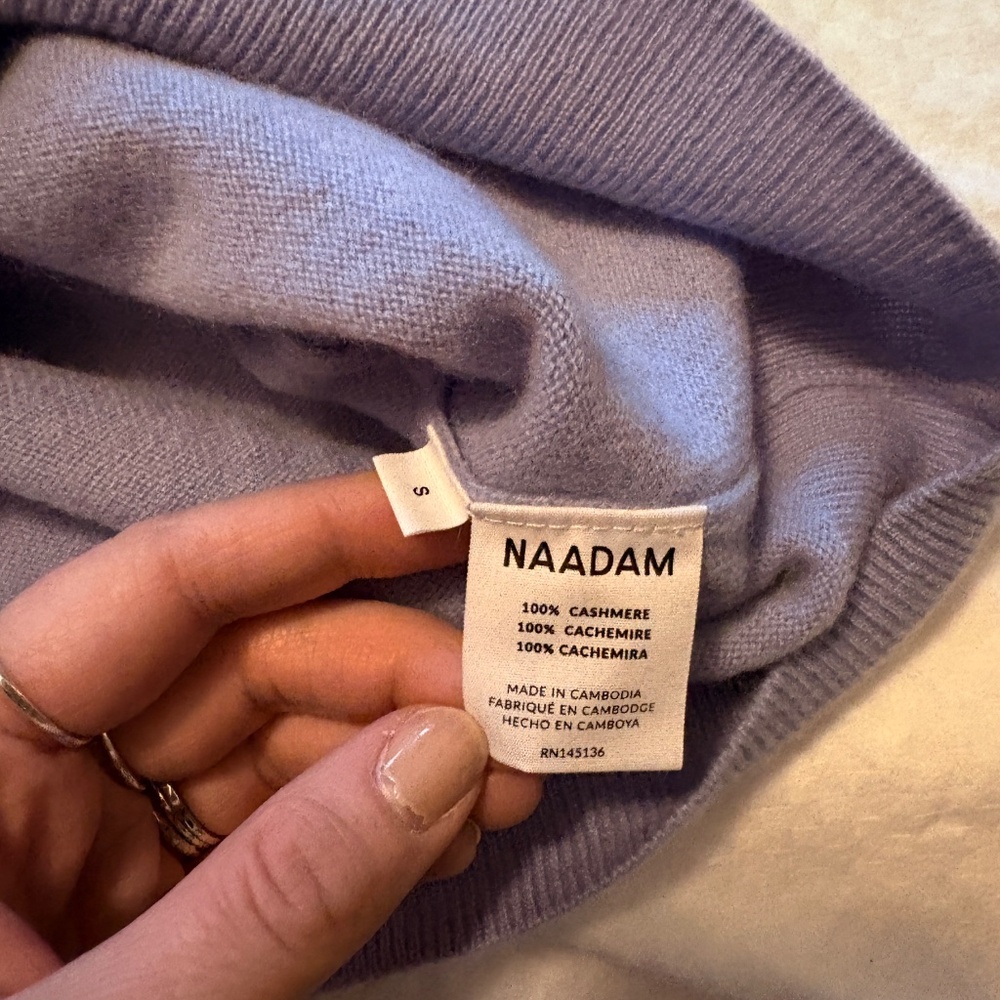 S
NAADAM
100% CASHMERE
100% CACHEMIRE
100% CACHEMIRA
MADE IN CAMBODIA
FABRIQUÉ EN CAMBODGE
HECHO EN CAMBOYA
RN145136